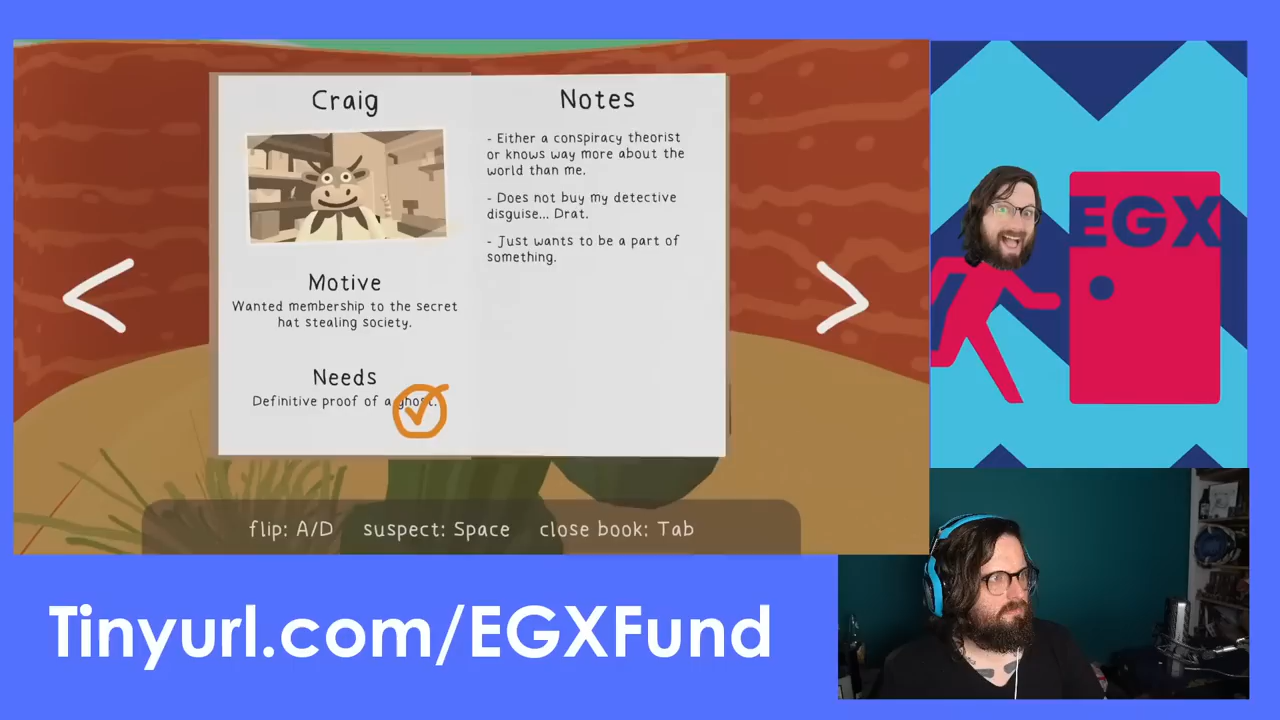 Craig
Motive
Wanted membership to the secret
hat stealing society.
Needs
Definitive proof of a ghost.
Notes
- Either a conspiracy theorist
or knows way more about the
world than me.
- Does not buy my detective
disguise... Drat.
- Just wants to be a part of
something.
flip: A/D suspect: Space close book: Tab
EGX
Tinyurl.com/EGXFund